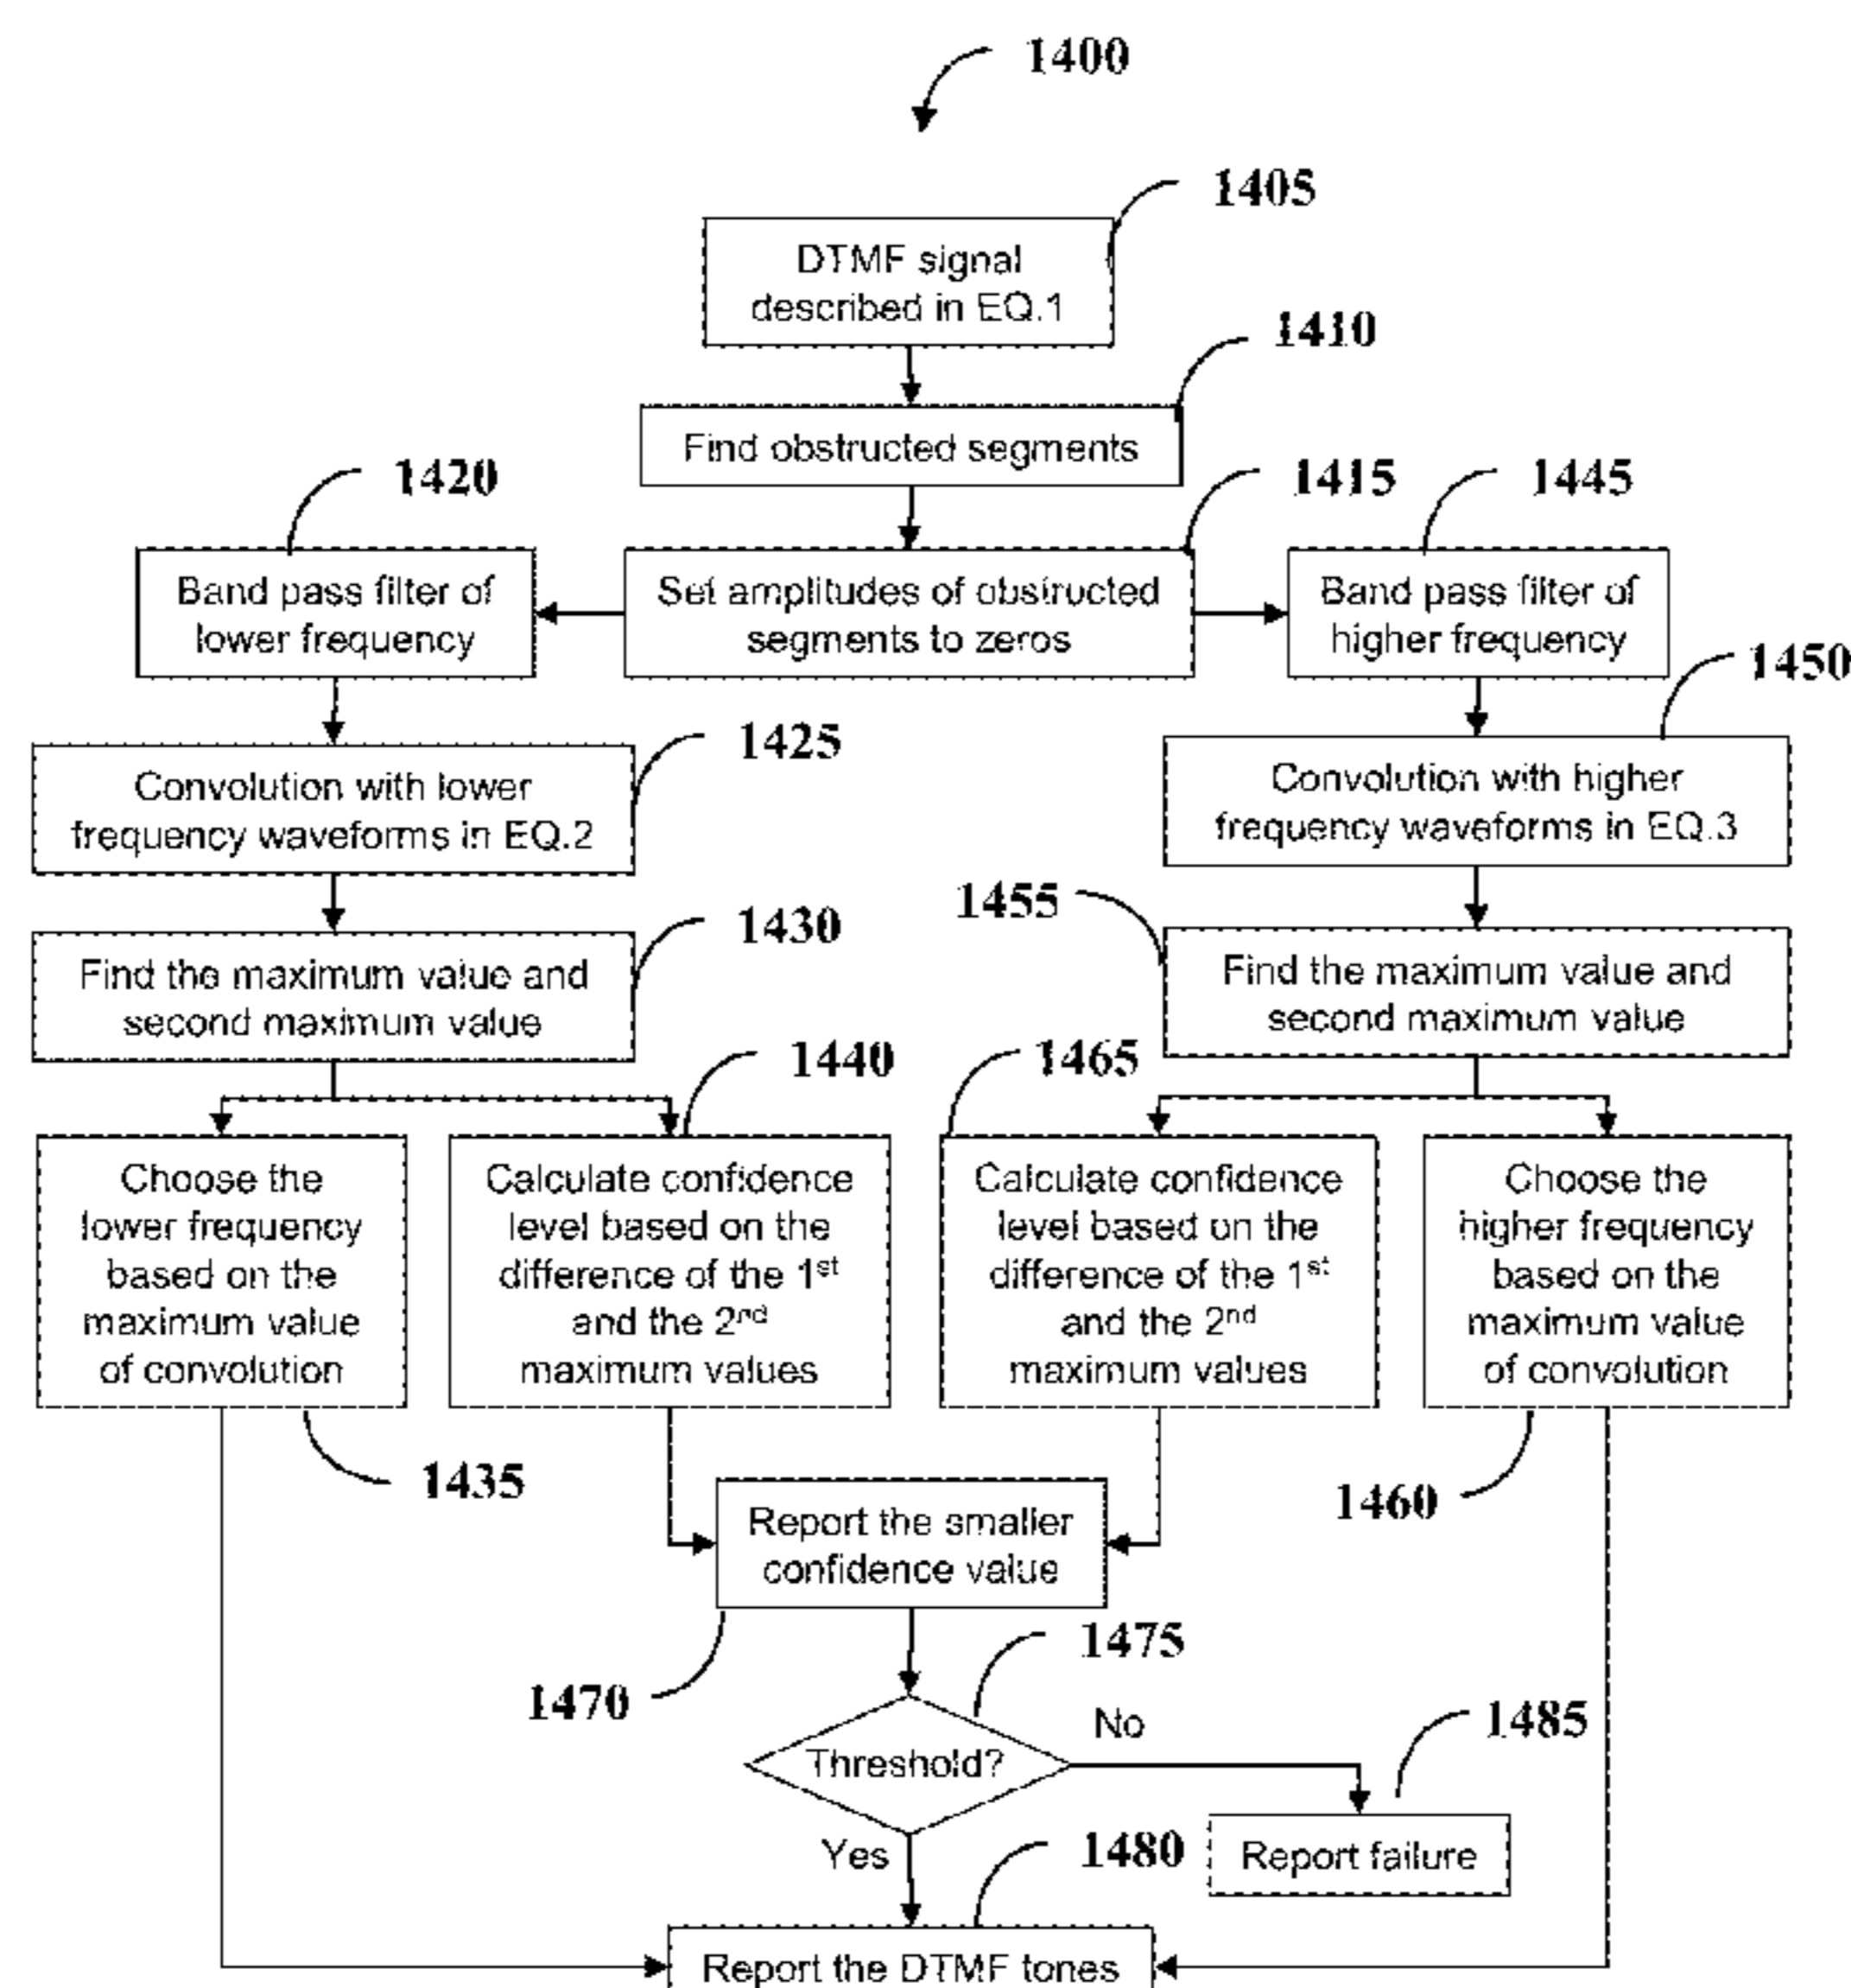 1400
1405
DTMF signal
described in EQ.1
1410
Find obstructed segments
1420
1415
1445
Band pass filter of
lower frequency
Set amplitudes of obstructed
segments to zeros
Band pass filter of
higher frequency
1450
1425
Convolution with lower
frequency waveforms in EQ.2
Convolution with higher
frequency waveforms in EQ.3
1430
1455
Find the maximum value and
second maximum value
Find the maximum value and
second maximum value
1440
1465
Choose the
lower frequency
based on the
maximum value
of convolution
Calculate confidence
level based on the
difference of the 1st
and the 2nd
maximum values
Calculate confidence
level based on the
difference of the 1st
and the 2nd
maximum values
Choose the
higher frequency
based on the
maximum value
of convolution
1435
1460
Report the smaller
confidence value
1470
1475
Threshold?
No
1485
Report failure
Yes
1480
Report the DTMF tones